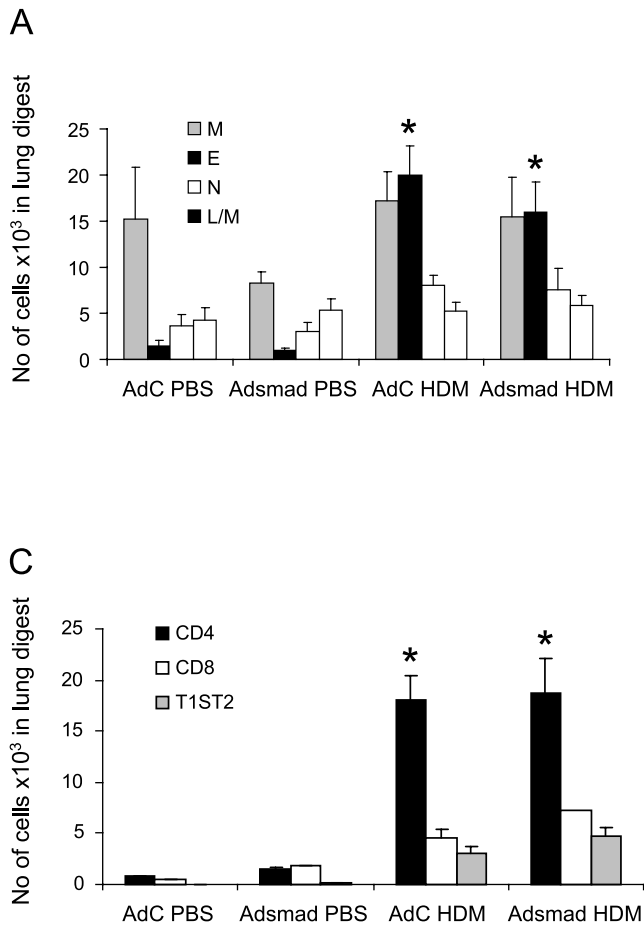 A
No of cells x10³ in lung digest
25
20
15
10
5
0
M
E
N
L/M
*
*
AdC PBS Adsmad PBS AdC HDM Adsmad HDM
C
No of cells x10³ in lung digest
25
20
15
10
5
0
CD4
CD8
T1ST2
*
*
AdC PBS Adsmad PBS AdC HDM Adsmad HDM